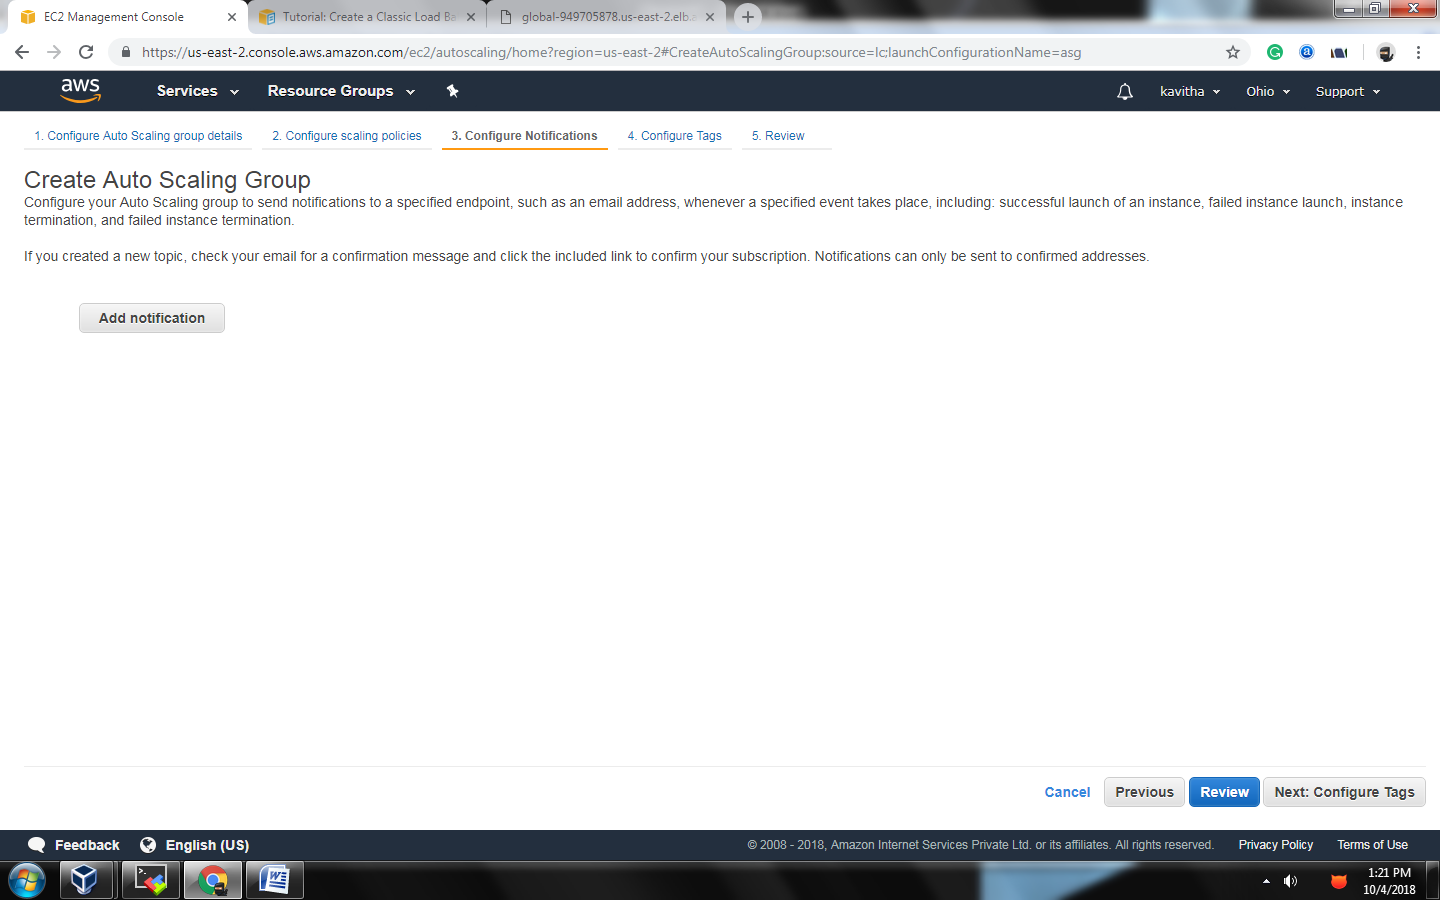 EC2 Management Console
Tutorial: Create a Classic Load Ba
global-949705878.us-east-2.elb.a
https://us-east-2.console.aws.amazon.com/ec2/autoscaling/home?region=us-east-2#CreateAutoScalingGroup:source=lc;launchConfigurationName=asg
aws Services Resource Groups kavitha Ohio Support
1. Configure Auto Scaling group details 2. Configure scaling policies 3. Configure Notifications 4. Configure Tags 5. Review
Create Auto Scaling Group
Configure your Auto Scaling group to send notifications to a specified endpoint, such as an email address, whenever a specified event takes place, including: successful launch of an instance, failed instance launch, instance
termination, and failed instance termination.
If you created a new topic, check your email for a confirmation message and click the included link to confirm your subscription. Notifications can only be sent to confirmed addresses.
Add notification
Cancel Previous Review Next: Configure Tags
Feedback English (US) © 2008 - 2018, Amazon Internet Services Private Ltd. or its affiliates. All rights reserved. Privacy Policy Terms of Use
1:21 PM
10/4/2018